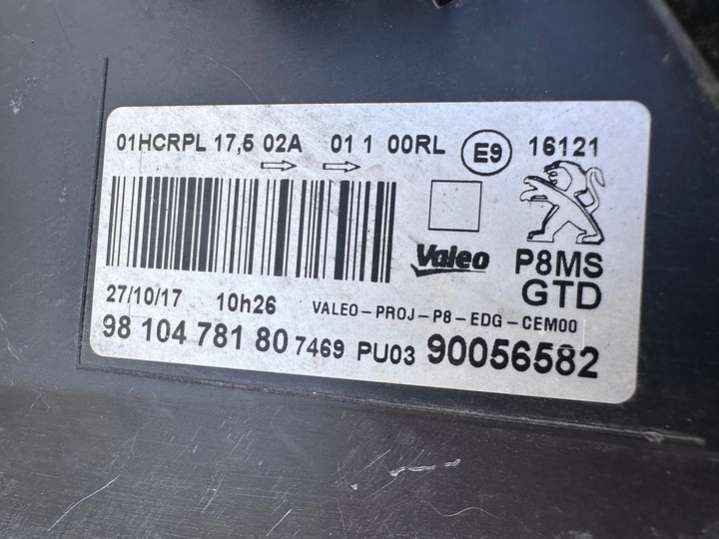 01HCRPL 17,5 02A 01 1 00RL E9 16121
Valeo
P8MS
GTD
27/10/17 10h26 VALEO-PROJ-P8-EDG-CEM00
98 104 781 80 7469 PU03 90056582